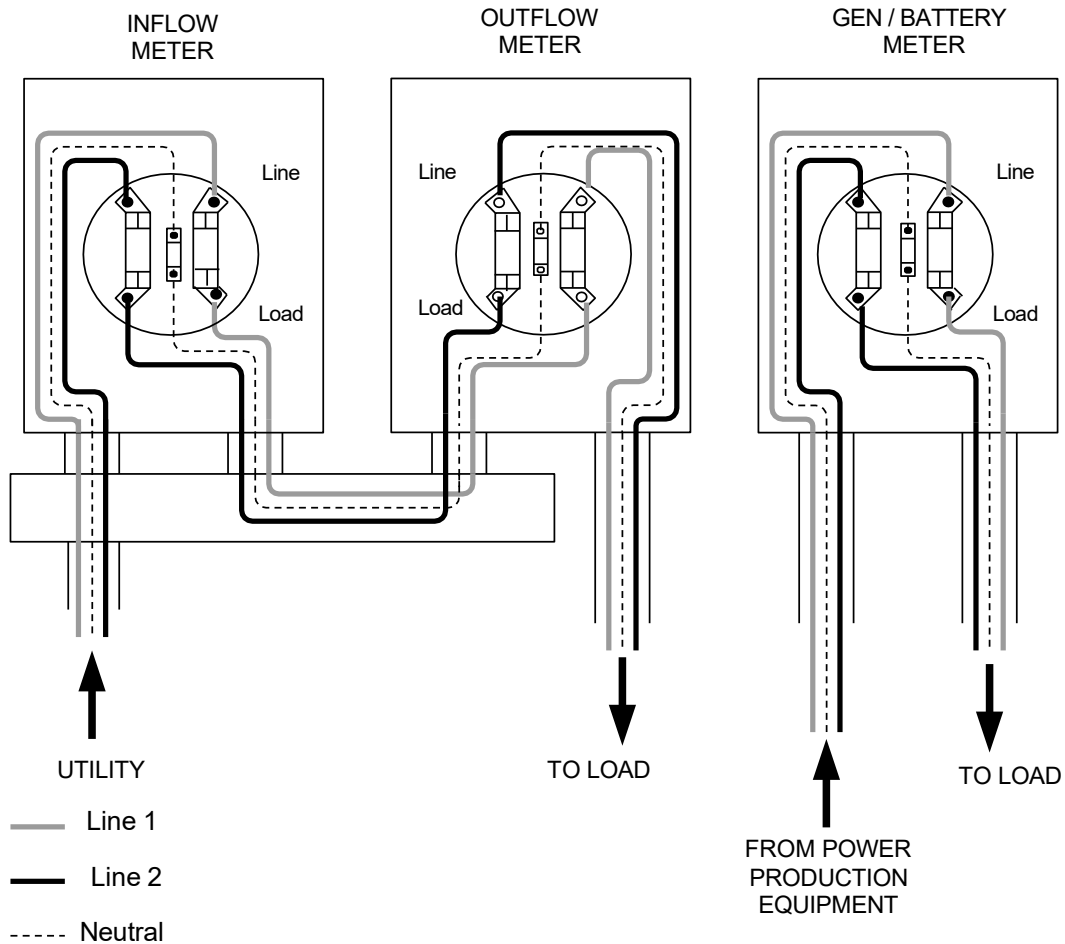 INFLOW
METER
OUTFLOW
METER
GEN / BATTERY
METER
Line
Load
Line
Load
Line
Load
UTILITY
TO LOAD
TO LOAD
FROM POWER
PRODUCTION
EQUIPMENT
Line 1
Line 2
Neutral